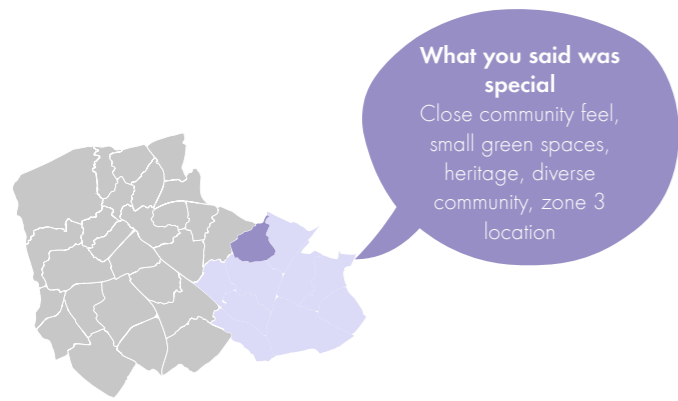 What you said was
special
Close community feel,
small green spaces,
heritage, diverse
community, zone 3
location